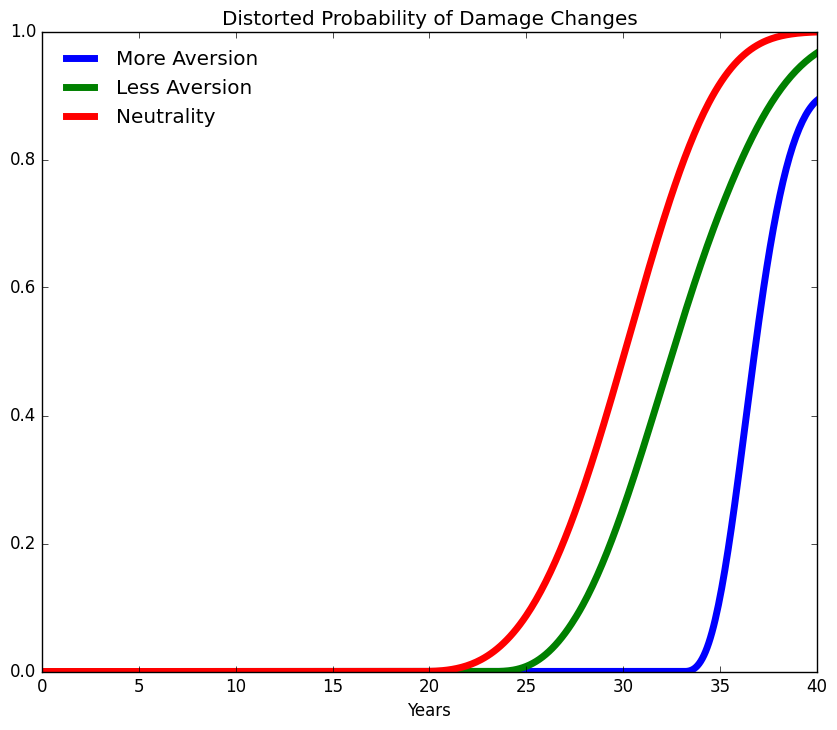 Distorted Probability of Damage Changes
1.0
More Aversion
Less Aversion
Neutrality
0.8
0.6
0.4
0.2
0.0
0 5 10 15 20 25 30 35 40
Years